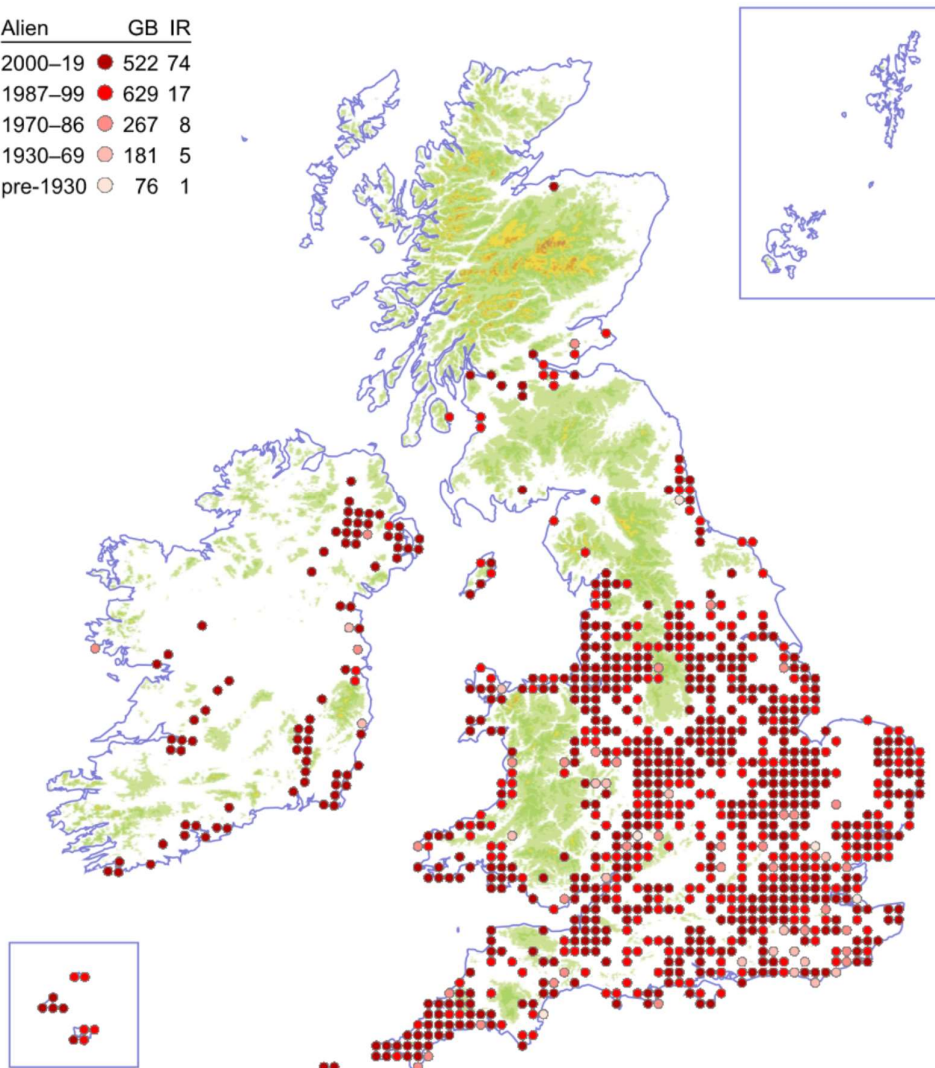 Alien GB IR
2000–19 522 74
1987–99 629 17
1970–86 267 8
1930–69 181 5
pre-1930 76 1